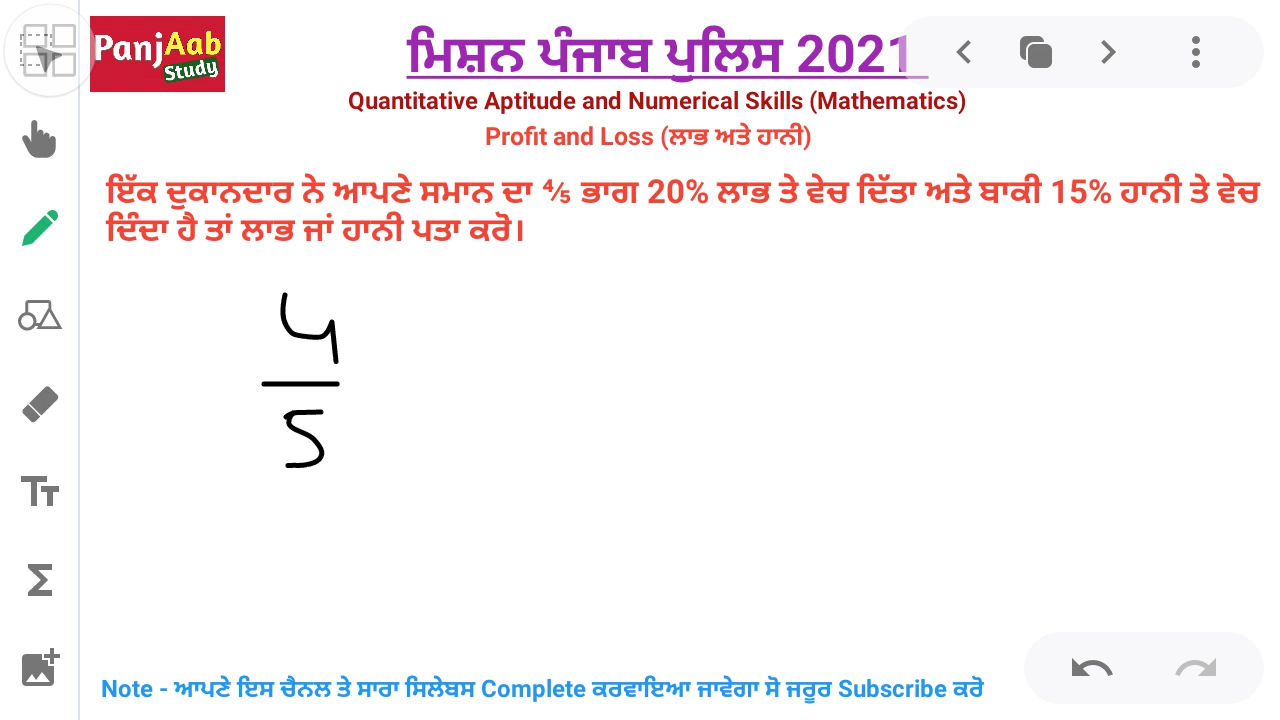 PanjAab
Study
ਮਿਸ਼ਨ ਪੰਜਾਬ ਪੁਲਿਸ 2021
Quantitative Aptitude and Numerical Skills (Mathematics)
Profit and Loss (ਲਾਭ ਅਤੇ ਹਾਨੀ)
ਇੱਕ ਦੁਕਾਨਦਾਰ ਨੇ ਆਪਣੇ ਸਮਾਨ ਦਾ ⅘ ਭਾਗ 20% ਲਾਭ ਤੇ ਵੇਚ ਦਿੱਤਾ ਅਤੇ ਬਾਕੀ 15% ਹਾਨੀ ਤੇ ਵੇਚ
ਦਿੰਦਾ ਹੈ ਤਾਂ ਲਾਭ ਜਾਂ ਹਾਨੀ ਪਤਾ ਕਰੋ।
4
5
Tт
Σ
Note - ਆਪਣੇ ਇਸ ਚੈਨਲ ਤੇ ਸਾਰਾ ਸਿਲੇਬਸ Complete ਕਰਵਾਇਆ ਜਾਵੇਗਾ ਸੋ ਜਰੂਰ Subscribe ਕਰੋ